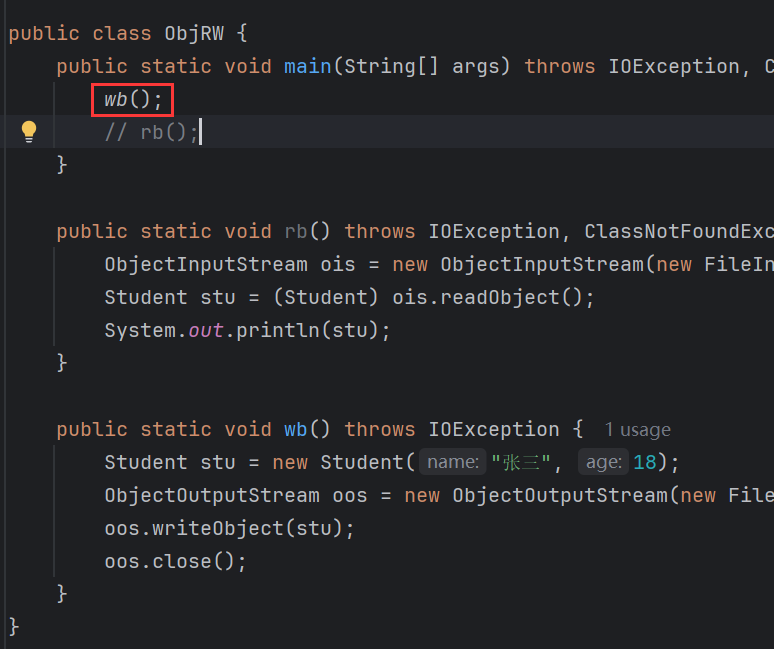 public class ObjRW {
public static void main(String[] args) throws IOException, C
wb();
// rb();
}
public static void rb() throws IOException, ClassNotFoundExc
ObjectInputStream ois = new ObjectInputStream(new FileIn
Student stu = (Student) ois.readObject();
System.out.println(stu);
}
public static void wb() throws IOException { 1 usage
Student stu = new Student( name: "张三", age: 18);
ObjectOutputStream oos = new ObjectOutputStream(new File
oos.writeObject(stu);
oos.close();
}
}